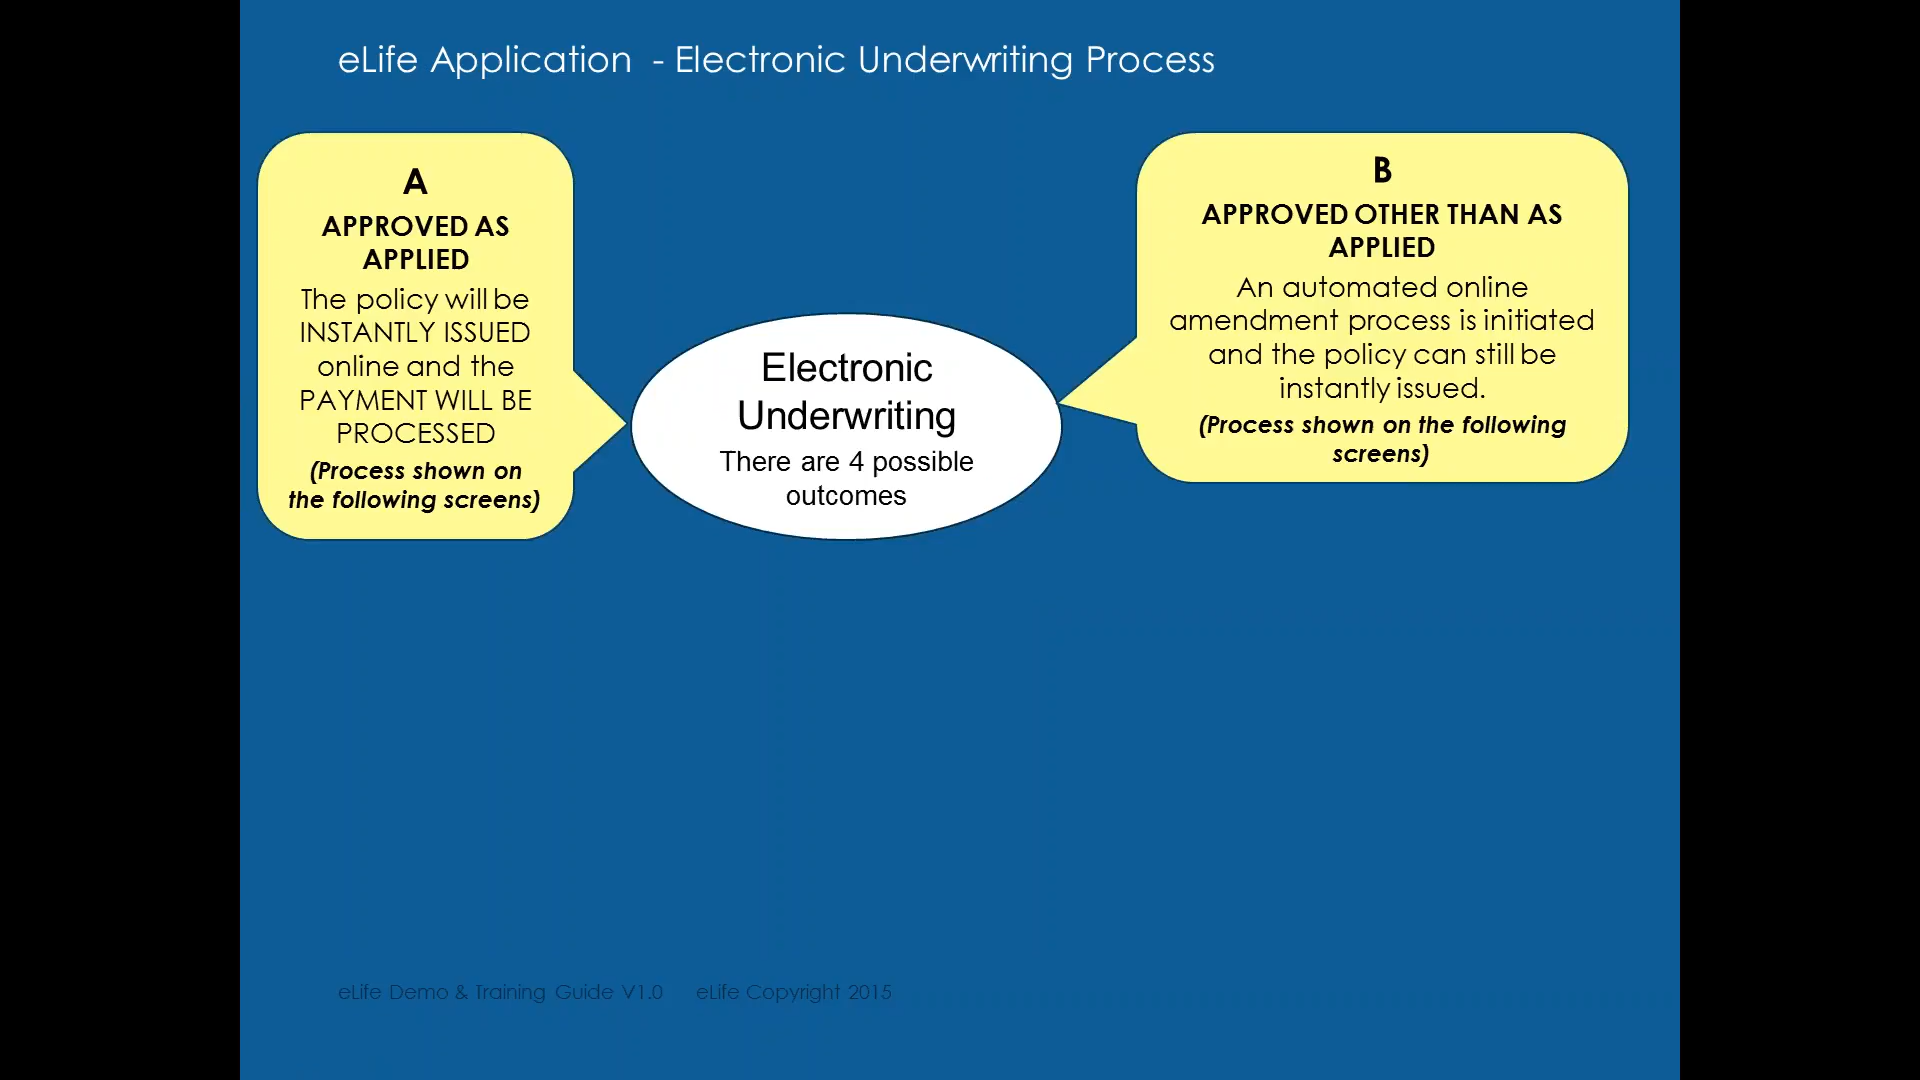 eLife Application - Electronic Underwriting Process
A
APPROVED AS
APPLIED
The policy will be
INSTANTLY ISSUED
online and the
PAYMENT WILL BE
PROCESSED
(Process shown on
the following screens)
Electronic
Underwriting
There are 4 possible
outcomes
B
APPROVED OTHER THAN AS
APPLIED
An automated online
amendment process is initiated
and the policy can still be
instantly issued.
(Process shown on the following
screens)
eLife Demo & Training Guide V1.0 eLife Copyright 2015